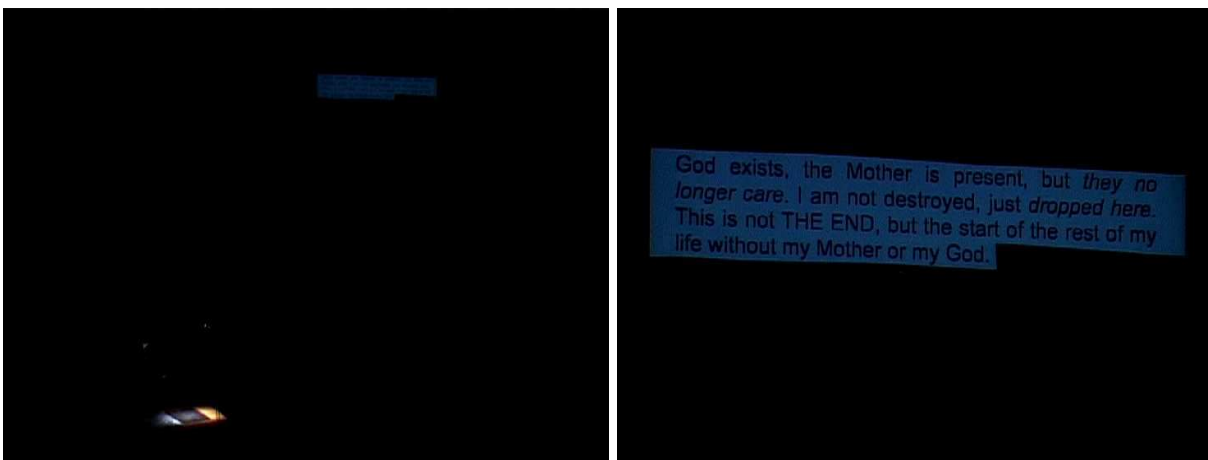 God exists, the Mother is present, but they no
longer care. I am not destroyed, just dropped here.
This is not THE END, but the start of the rest of my
life without my Mother or my God.